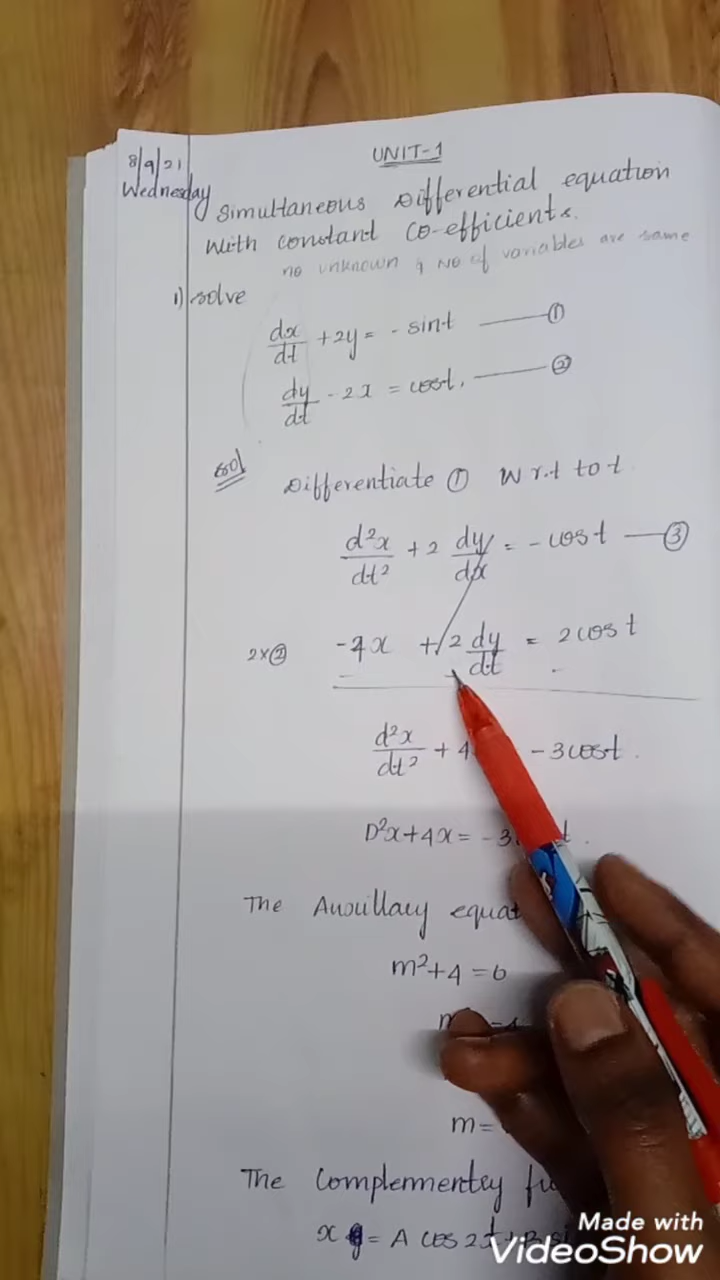 8/9/21
Wednesday
UNIT-1
Simultaneous Differential equation
With constant co-efficients.
no unknown & No of variables are same
1) solve
dx/dt + 2y = - sint —— ①
dy/dt - 2x = cost, —— ②
Sol
Differentiate ① W r.t to t
d²x/dt² + 2 dy/dx = - cost —— ③
2x② -4x + 2 dy/dt = 2cost
d²x/dt² + 4 - 3cost.
D²x+4x = -3
The Auxillary equat
m²+4 = 0
m
m=
The Complementey fu
x = A cos 2t + B si
Made with
VideoShow